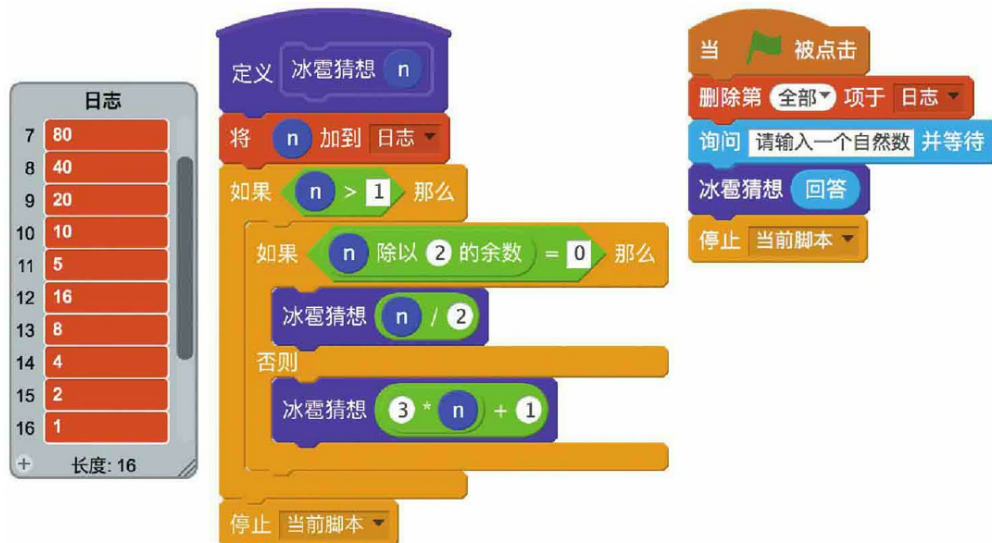 日志
7 80
8 40
9 20
10 10
11 5
12 16
13 8
14 4
15 2
16 1
+ 长度: 16
定义 冰雹猜想 n
将 n 加到 日志
如果 n > 1 那么
如果 n 除以 2 的余数 = 0 那么
冰雹猜想 n / 2
否则
冰雹猜想 3 * n + 1
停止 当前脚本
当 被点击
删除第 全部 项于 日志
询问 请输入一个自然数 并等待
冰雹猜想 回答
停止 当前脚本